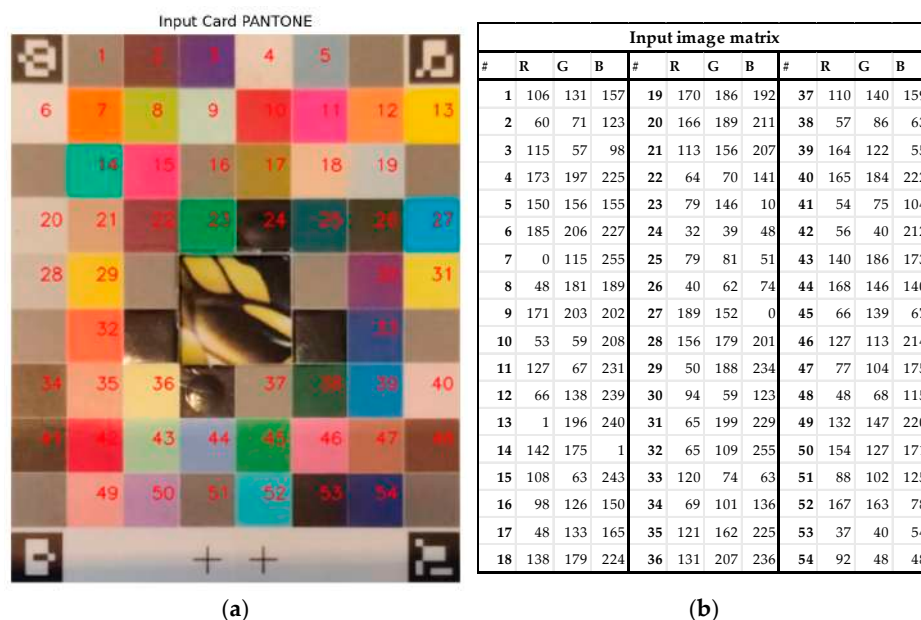 Input Card PANTONE
1 2 3 4 5
6 7 8 9 10 11 12 13
14 15 16 17 18 19
20 21 22 23 24 25 26 27
28 29 30 31
32 33
34 35 36 37 38 39 40
41 42 43 44 45 46 47 48
49 50 51 52 53 54
(a)
Input image matrix
# R G B # R G B # R G B
1 106 131 157 19 170 186 192 37 110 140 159
2 60 71 123 20 166 189 211 38 57 86
3 115 57 98 21 113 156 207 39 164 122
4 173 197 225 22 64 70 141 40 165 184
5 150 156 155 23 79 146 10 41 54 75 104
6 185 206 227 24 32 39 48 42 56 40 212
7 0 115 255 25 79 81 51 43 140 186
8 48 181 189 26 40 62 74 44 168 146
9 171 203 202 27 189 152 0 45 66 139
10 53 59 208 28 156 179 201 46 127 113 214
11 127 67 231 29 50 188 234 47 77 104 175
12 66 138 239 30 94 59 123 48 48 68 115
13 1 196 240 31 65 199 229 49 132 147
14 142 175 1 32 65 109 255 50 154 127
15 108 63 243 33 120 74 63 51 88 102 125
16 98 126 150 34 69 101 136 52 167 163 78
17 48 133 165 35 121 162 225 53 37 40 54
18 138 179 224 36 131 207 236 54 92 48 48
(b)